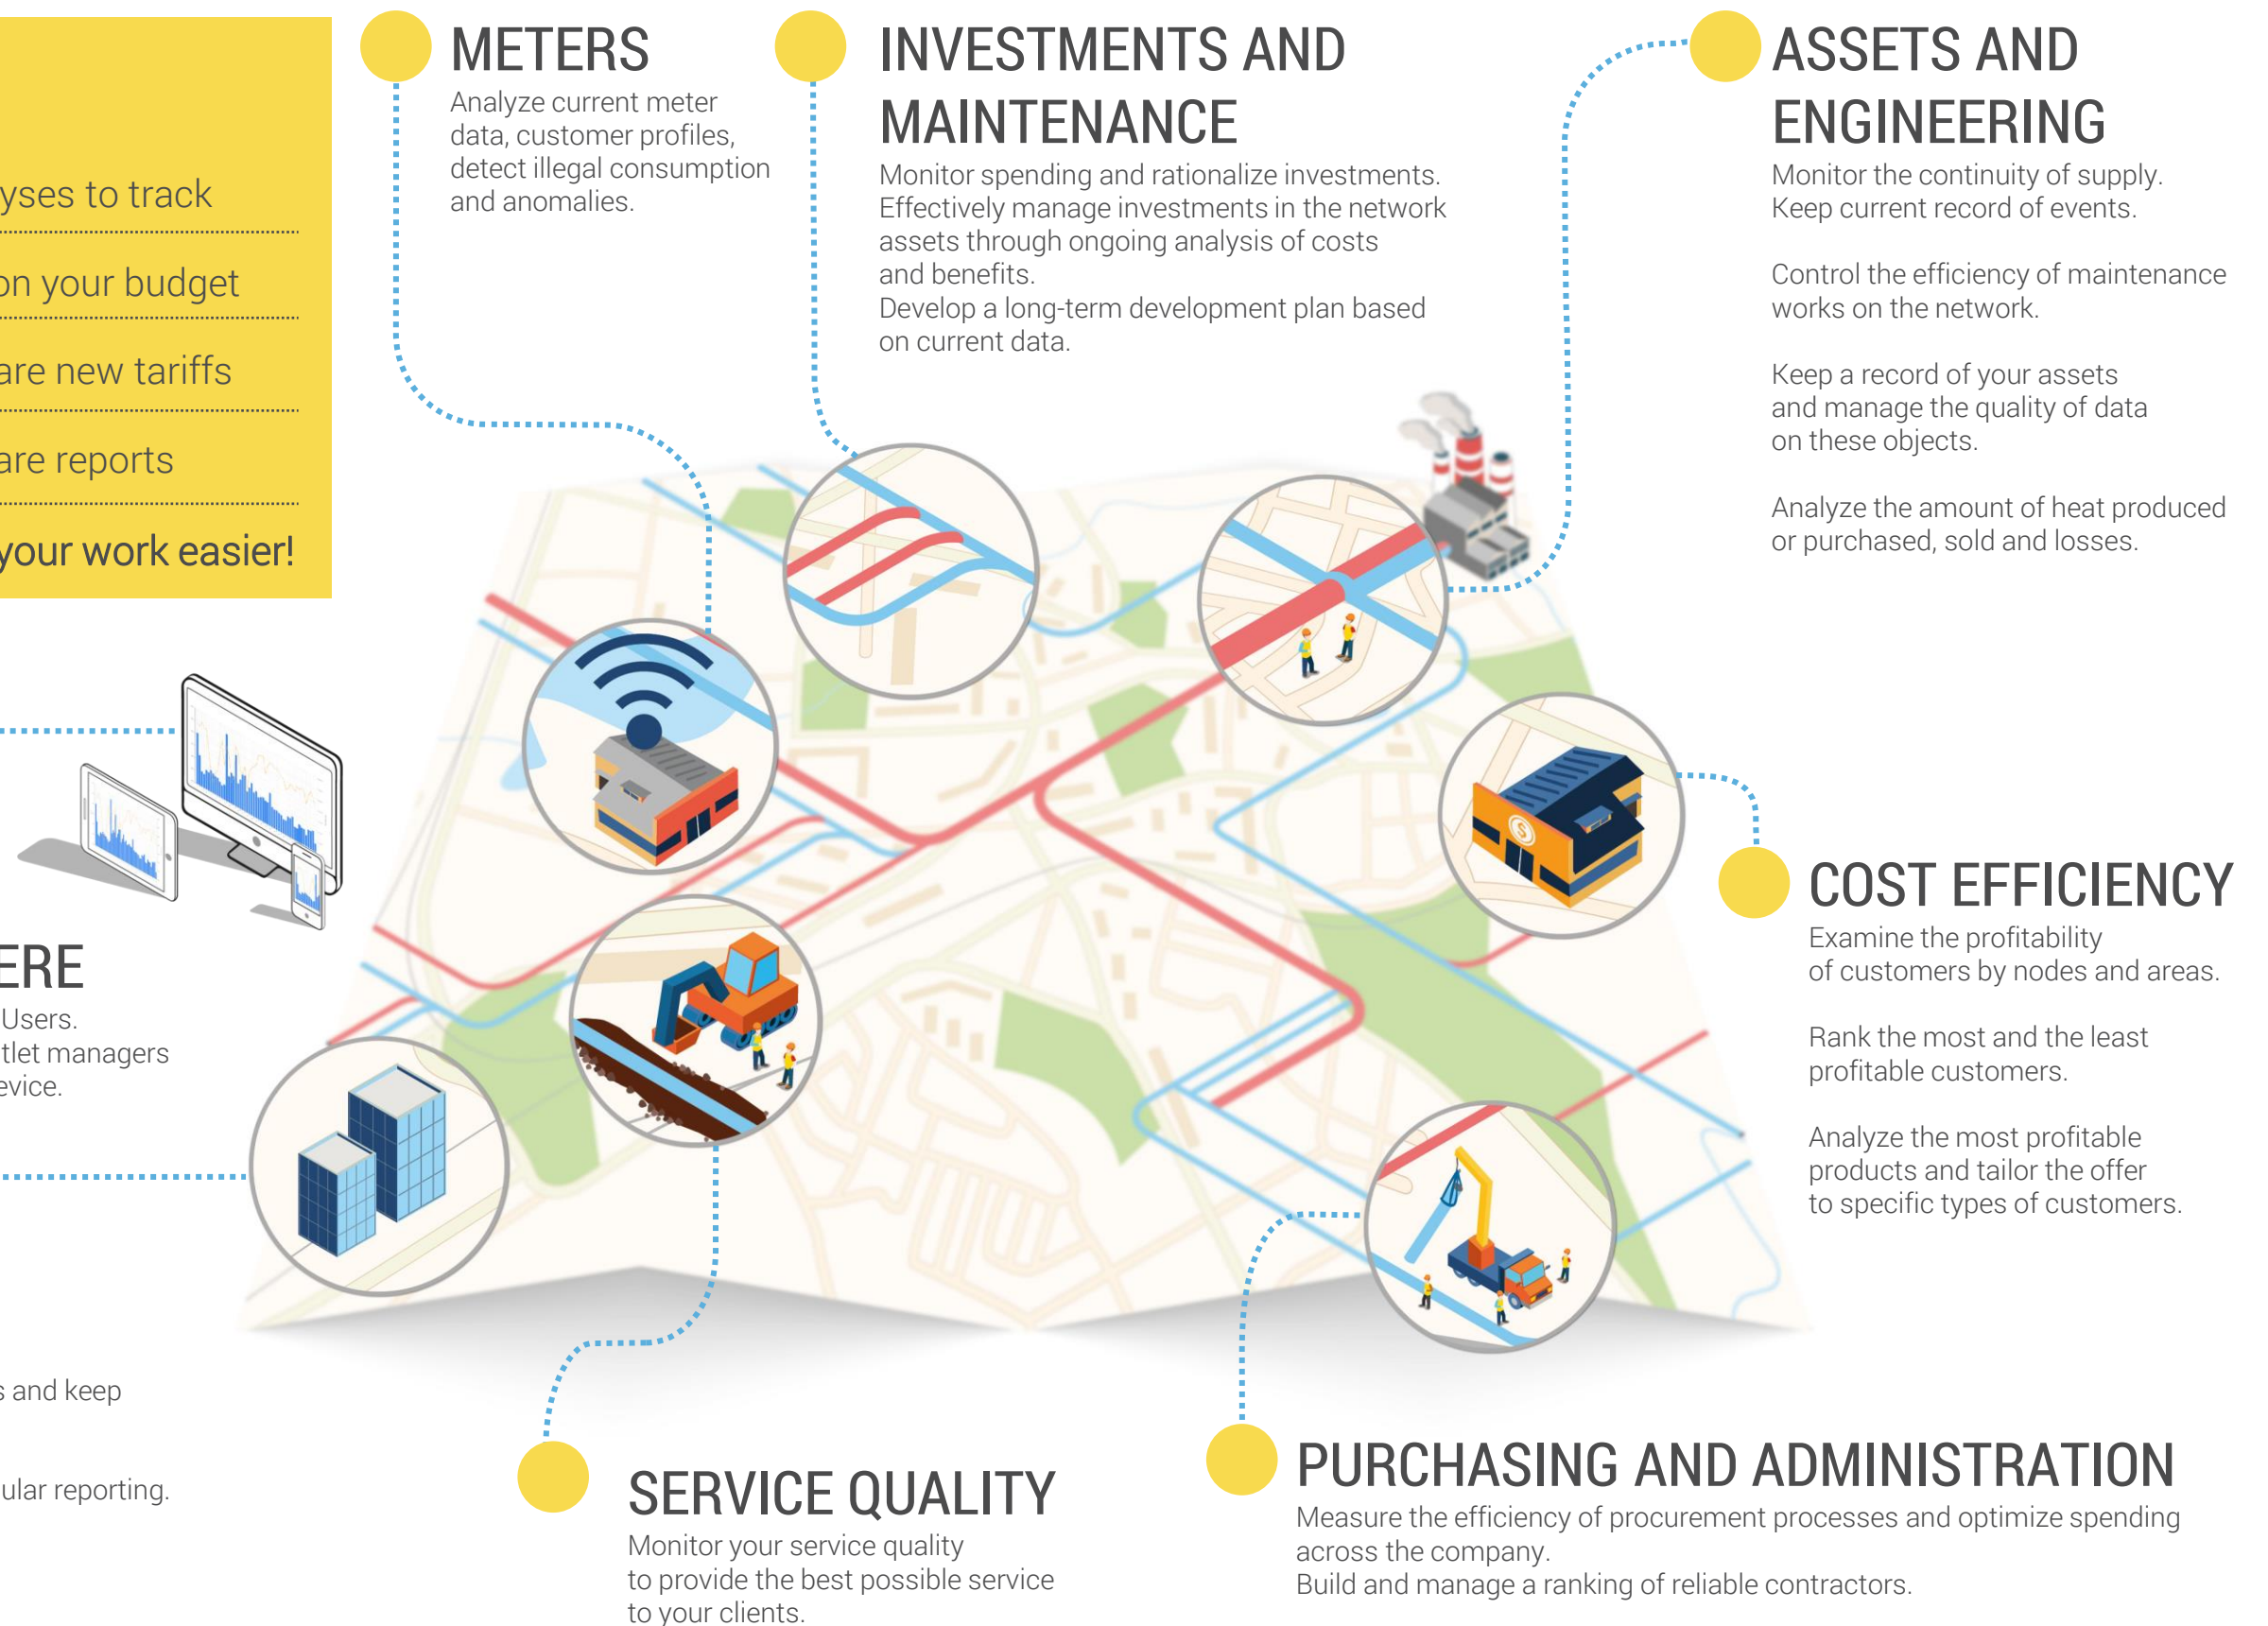 yses to track
on your budget
are new tariffs
are reports
your work easier!
METERS
Analyze current meter
data, customer profiles,
detect illegal consumption
and anomalies.
INVESTMENTS AND
MAINTENANCE
Monitor spending and rationalize investments.
Effectively manage investments in the network
assets through ongoing analysis of costs
and benefits.
Develop a long-term development plan based
on current data.
ASSETS AND
ENGINEERING
Monitor the continuity of supply.
Keep current record of events.
Control the efficiency of maintenance
works on the network.
Keep a record of your assets
and manage the quality of data
on these objects.
Analyze the amount of heat produced
or purchased, sold and losses.
ERE
Users.
tlet managers
evice.
COST EFFICIENCY
Examine the profitability
of customers by nodes and areas.
Rank the most and the least
profitable customers.
Analyze the most profitable
products and tailor the offer
to specific types of customers.
s and keep
ular reporting.
SERVICE QUALITY
Monitor your service quality
to provide the best possible service
to your clients.
PURCHASING AND ADMINISTRATION
Measure the efficiency of procurement processes and optimize spending
across the company.
Build and manage a ranking of reliable contractors.